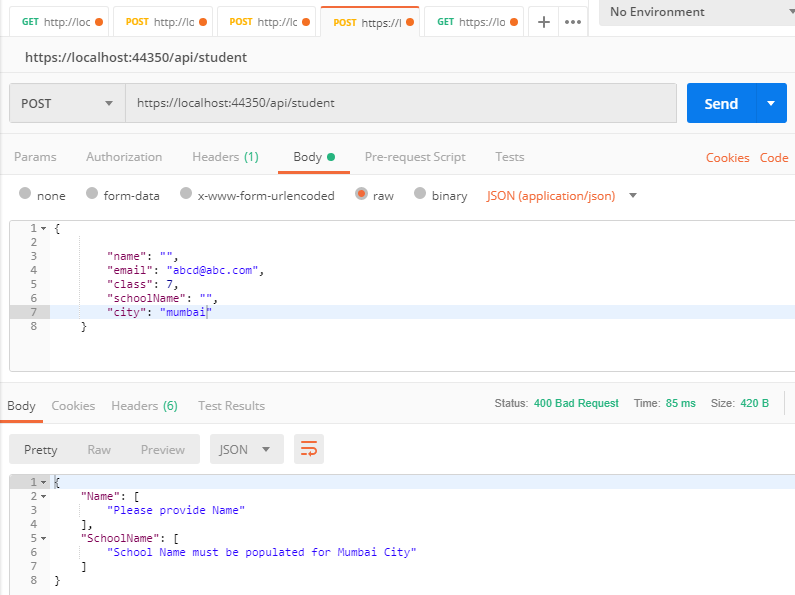 GET http://loc POST http://lc POST http://lc POST https://l GET https://lo + ••• No Environment
https://localhost:44350/api/student
POST https://localhost:44350/api/student Send
Params Authorization Headers (1) Body Pre-request Script Tests Cookies Code
none form-data x-www-form-urlencoded raw binary JSON (application/json)
1 {
2
3 "name": "",
4 "email": "abcd@abc.com",
5 "class": 7,
6 "schoolName": "",
7 "city": "mumbai"
8 }
Body Cookies Headers (6) Test Results Status: 400 Bad Request Time: 85 ms Size: 420 B
Pretty Raw Preview JSON
1 {
2 "Name": [
3 "Please provide Name"
4 ],
5 "SchoolName": [
6 "School Name must be populated for Mumbai City"
7 ]
8 }